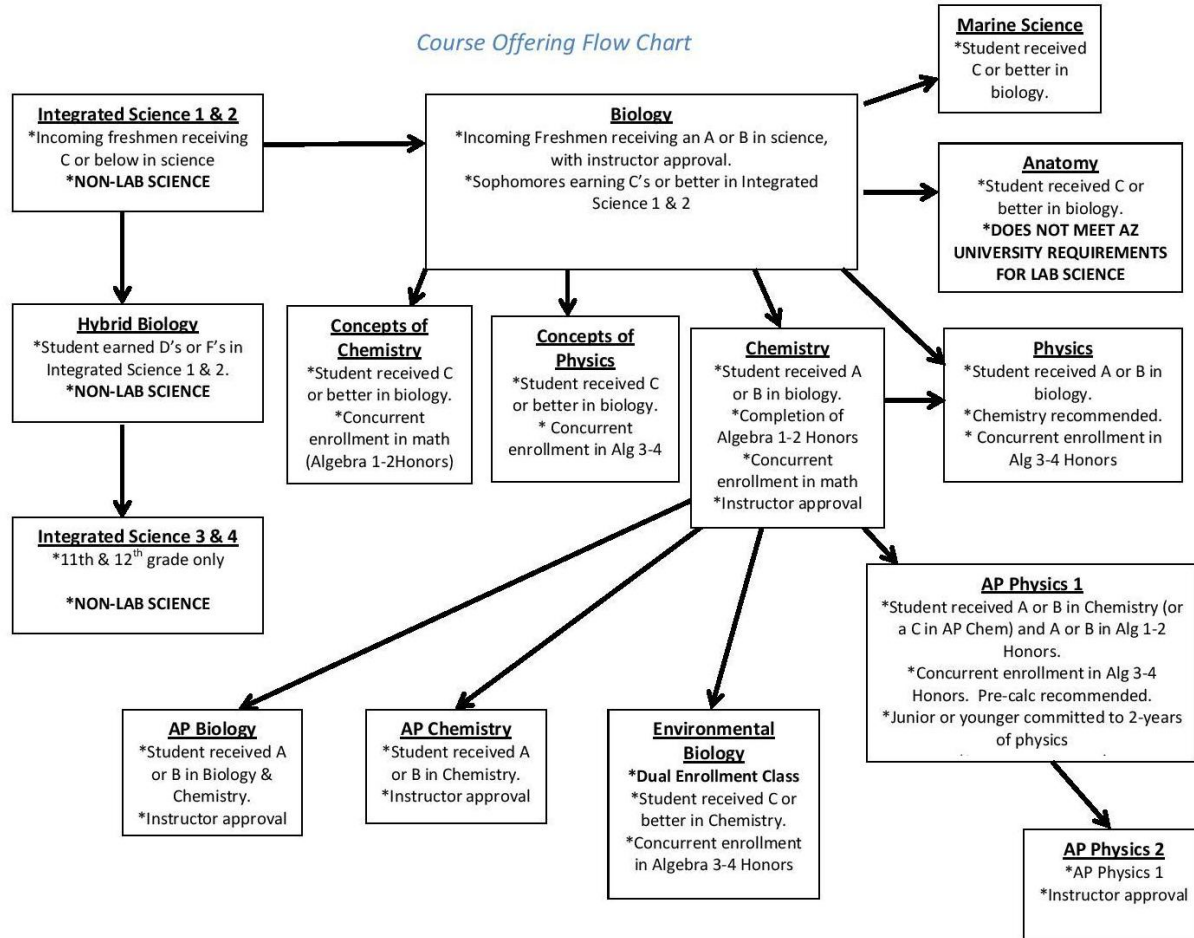 Course Offering Flow Chart
Marine Science
*Student received
C or better in
biology.
Integrated Science 1 & 2
*Incoming freshmen receiving
C or below in science
*NON-LAB SCIENCE
Biology
*Incoming Freshmen receiving an A or B in science,
with instructor approval.
*Sophomores earning C's or better in Integrated
Science 1 & 2
Anatomy
*Student received C or
better in biology.
*DOES NOT MEET AZ
UNIVERSITY REQUIREMENTS
FOR LAB SCIENCE
Hybrid Biology
*Student earned D's or F's in
Integrated Science 1 & 2.
*NON-LAB SCIENCE
Concepts of
Chemistry
*Student received C
or better in biology.
*Concurrent
enrollment in math
(Algebra 1-2Honors)
Concepts of
Physics
*Student received C
or better in biology.
* Concurrent
enrollment in Alg 3-4
Chemistry
*Student received A
or B in biology.
*Completion of
Algebra 1-2 Honors
*Concurrent
enrollment in math
*Instructor approval
Physics
*Student received A or B in
biology.
*Chemistry recommended.
* Concurrent enrollment in
Alg 3-4 Honors
Integrated Science 3 & 4
*11th & 12th grade only
*NON-LAB SCIENCE
AP Physics 1
*Student received A or B in Chemistry (or
a C in AP Chem) and A or B in Alg 1-2
Honors.
*Concurrent enrollment in Alg 3-4
Honors. Pre-calc recommended.
*Junior or younger committed to 2-years
of physics
AP Biology
*Student received A
or B in Biology &
Chemistry.
*Instructor approval
AP Chemistry
*Student received A
or B in Chemistry.
*Instructor approval
Environmental
Biology
*Dual Enrollment Class
*Student received C or
better in Chemistry.
*Concurrent enrollment
in Algebra 3-4 Honors
AP Physics 2
*AP Physics 1
*Instructor approval